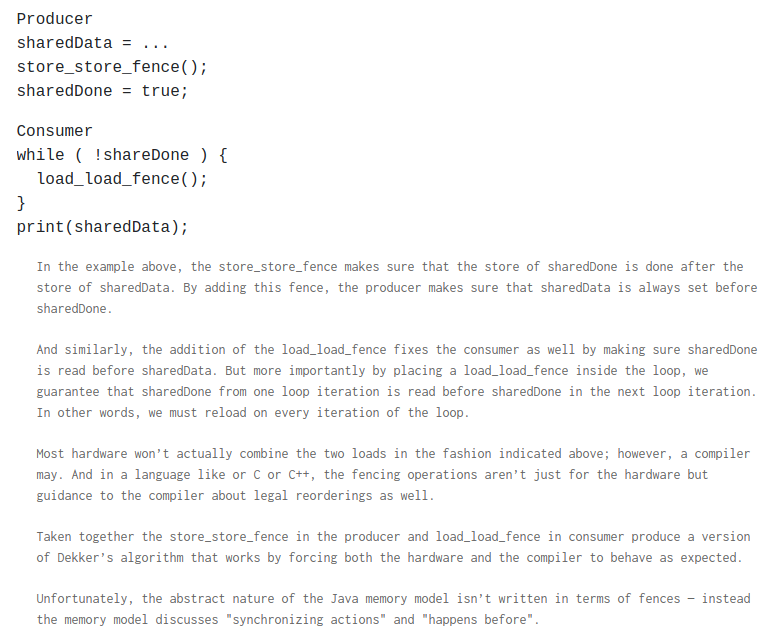 Producer
sharedData = ...
store_store_fence();
sharedDone = true;
Consumer
while ( !shareDone ) {
  load_load_fence();
}
print(sharedData);
In the example above, the store_store_fence makes sure that the store of sharedDone is done after the
store of sharedData. By adding this fence, the producer makes sure that sharedData is always set before
sharedDone.
And similarly, the addition of the load_load_fence fixes the consumer as well by making sure sharedDone
is read before sharedData. But more importantly by placing a load_load_fence inside the loop, we
guarantee that sharedDone from one loop iteration is read before sharedDone in the next loop iteration.
In other words, we must reload on every iteration of the loop.
Most hardware won't actually combine the two loads in the fashion indicated above; however, a compiler
may. And in a language like or C or C++, the fencing operations aren't just for the hardware but
guidance to the compiler about legal reorderings as well.
Taken together the store_store_fence in the producer and load_load_fence in consumer produce a version
of Dekker's algorithm that works by forcing both the hardware and the compiler to behave as expected.
Unfortunately, the abstract nature of the Java memory model isn't written in terms of fences — instead
the memory model discusses "synchronizing actions" and "happens before".